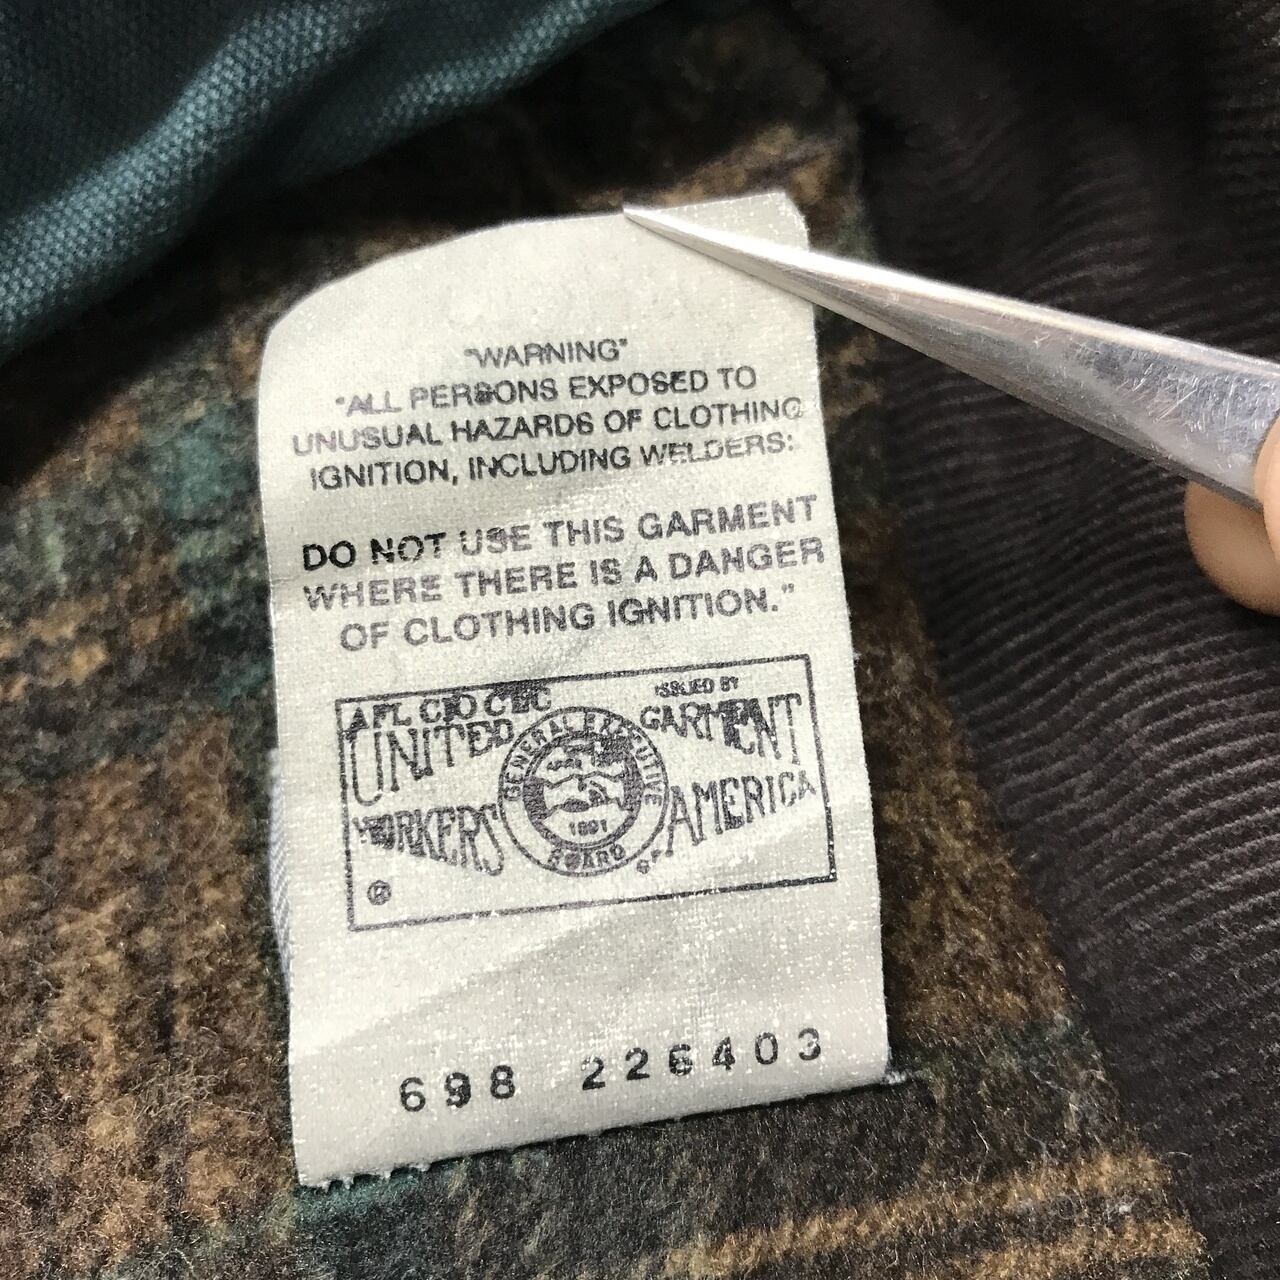 "WARNING"
"ALL PERSONS EXPOSED TO
UNUSUAL HAZARDS OF CLOTHING
IGNITION, INCLUDING WELDERS:
DO NOT USE THIS GARMENT
WHERE THERE IS A DANGER
OF CLOTHING IGNITION."
AFL CIO CLC
ISSUED BY
UNITED
GARMENT
WORKERS
OF AMERICA
GENERAL EXECUTIVE
1891
BOARD
®
698 226403